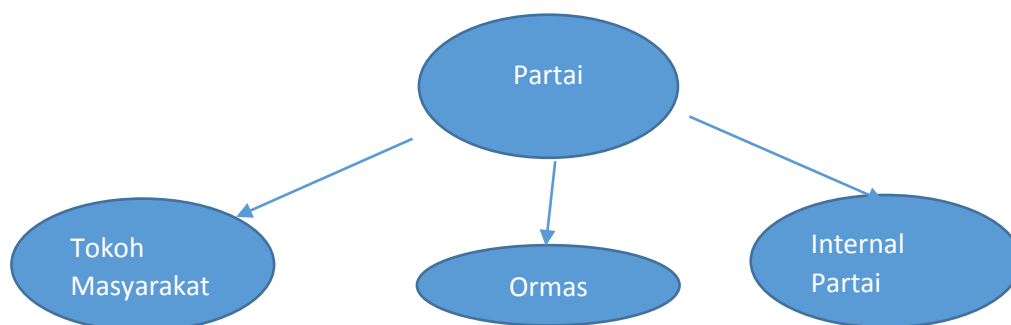 Partai
Tokoh
Masyarakat
Ormas
Internal
Partai